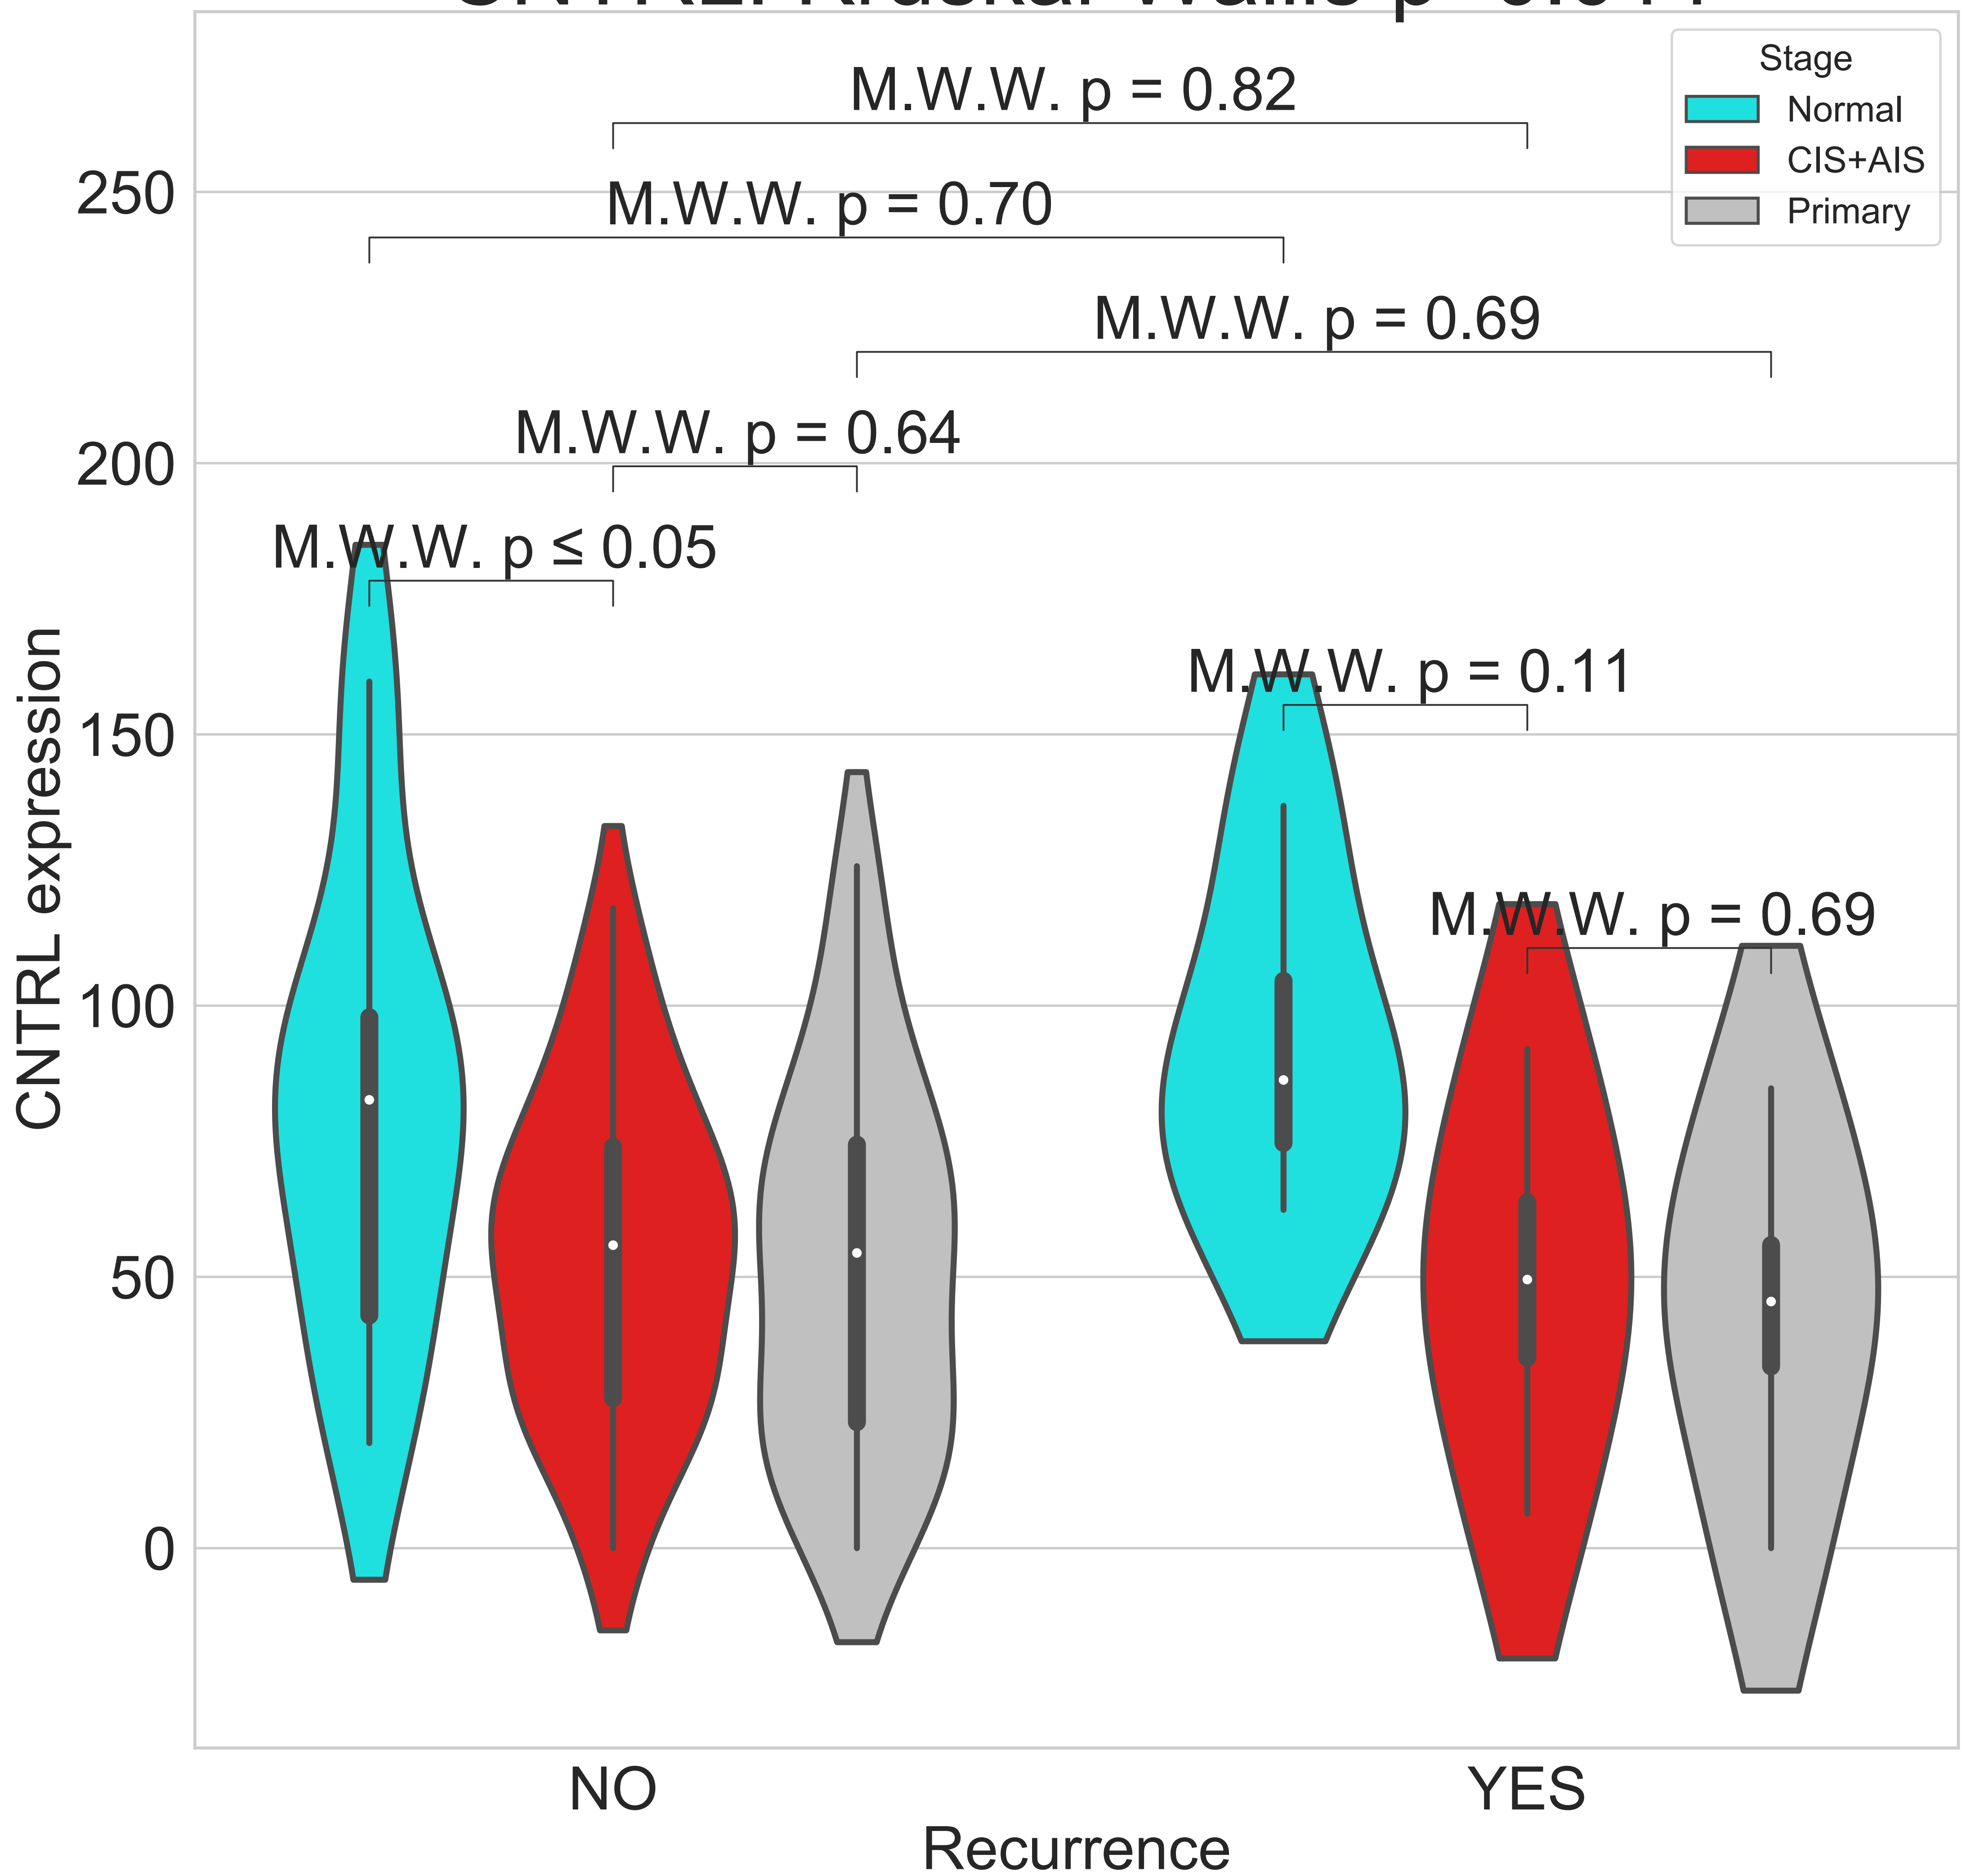 Stage
Normal
CIS+AIS
Primary
M.W.W. p = 0.82
M.W.W. p = 0.70
M.W.W. p = 0.69
M.W.W. p = 0.64
M.W.W. p ≤ 0.05
M.W.W. p = 0.11
M.W.W. p = 0.69
250
200
150
100
50
0
CNTRL expression
NO
YES
Recurrence